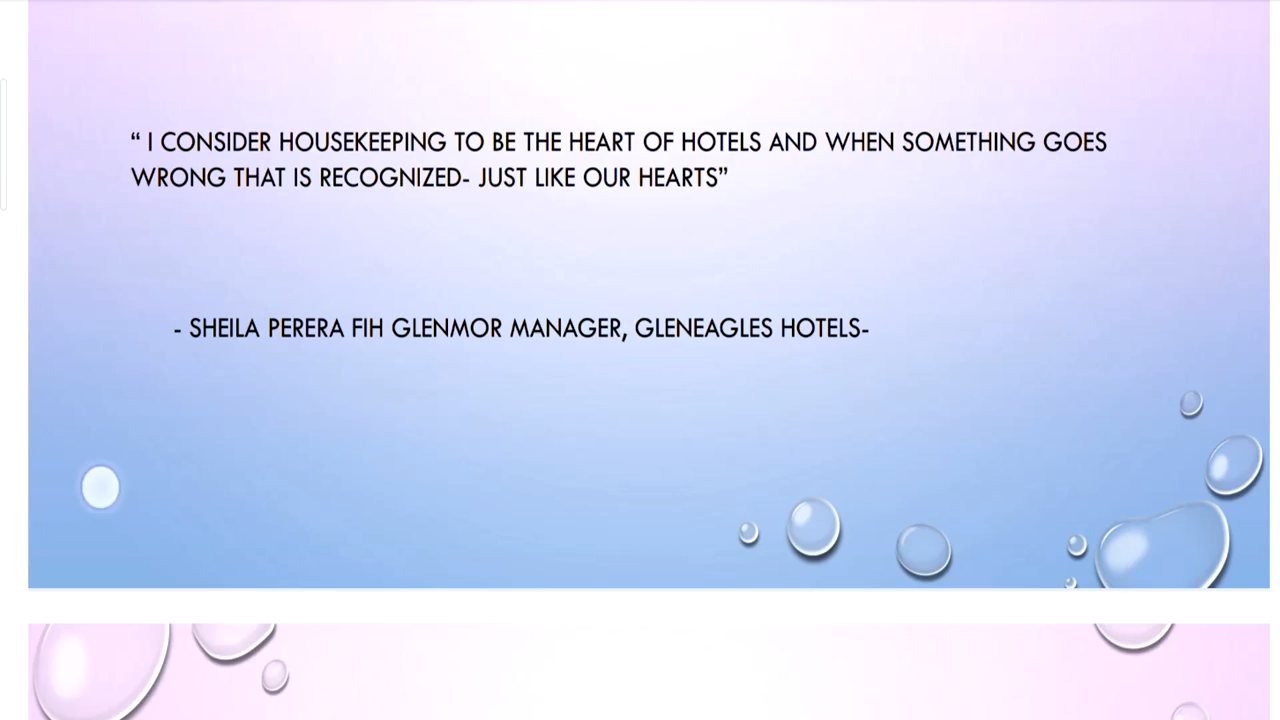 “ I CONSIDER HOUSEKEEPING TO BE THE HEART OF HOTELS AND WHEN SOMETHING GOES
WRONG THAT IS RECOGNIZED- JUST LIKE OUR HEARTS”
- SHEILA PERERA FIH GLENMOR MANAGER, GLENEAGLES HOTELS-